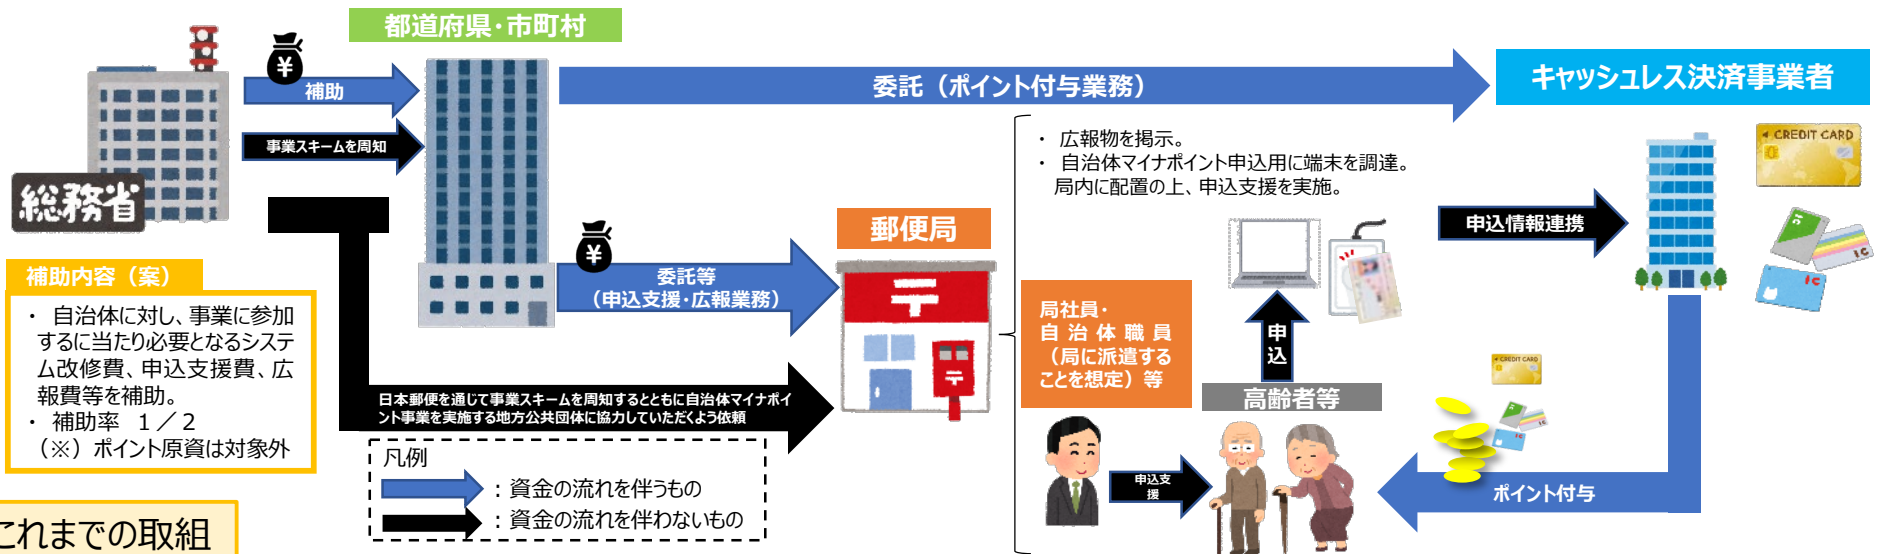 都道府県・市町村
¥
補助
事業スキームを周知
総務省
委託（ポイント付与業務）
キャッシュレス決済事業者
・ 広報物を掲示。
・ 自治体マイナポイント申込用に端末を調達。
局内に配置の上、申込支援を実施。
CREDIT CARD
IC
IC
申込情報連携
郵便局
〒
〒
¥
委託等
（申込支援・広報業務）
補助内容（案）
・ 自治体に対し、事業に参加
するに当たり必要となるシステ
ム改修費、申込支援費、広
報費等を補助。
・ 補助率 １／２
（※）ポイント原資は対象外
日本郵便を通じて事業スキームを周知するとともに自治体マイナポイ
ント事業を実施する地方公共団体に協力していただくよう依頼
局社員・
自治体職員
（局に派遣する
ことを想定）等
申
込
高齢者等
申込支
援
CREDIT CARD
IC
ポイント付与
凡例
：資金の流れを伴うもの
：資金の流れを伴わないもの
これまでの取組